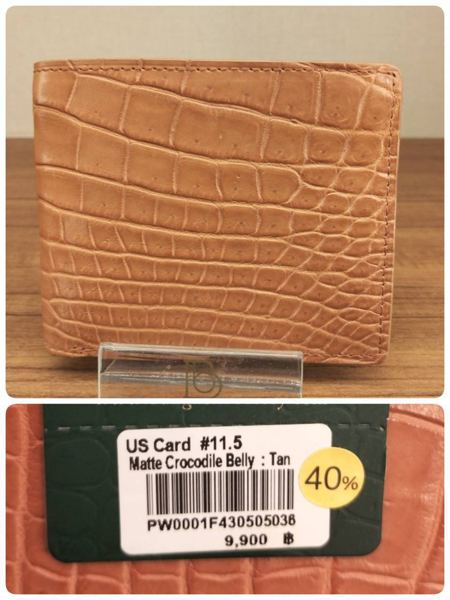 US Card #11.5
Matte Crocodile Belly : Tan
40%
PW0001F430505036
9,900 ฿